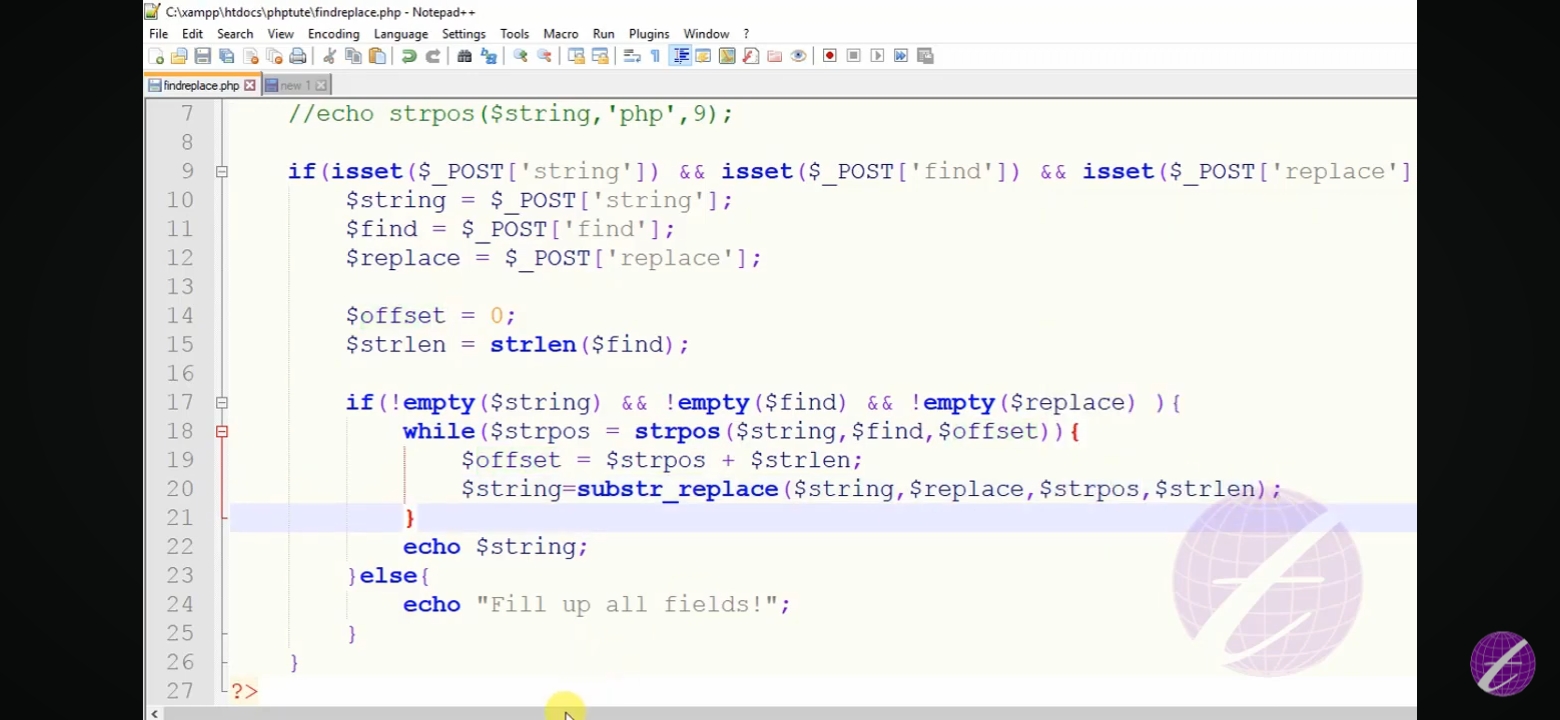 C:\xampp\htdocs\phptute\findreplace.php - Notepad++
File Edit Search View Encoding Language Settings Tools Macro Run Plugins Window ?
findreplace.php new 1
7 //echo strpos($string,'php',9);
8
9 if(isset($_POST['string']) && isset($_POST['find']) && isset($_POST['replace']
10 $string = $_POST['string'];
11 $find = $_POST['find'];
12 $replace = $_POST['replace'];
13
14 $offset = 0;
15 $strlen = strlen($find);
16
17 if(!empty($string) && !empty($find) && !empty($replace) ){
18 while($strpos = strpos($string,$find,$offset)){
19 $offset = $strpos + $strlen;
20 $string=substr_replace($string,$replace,$strpos,$strlen);
21 }
22 echo $string;
23 }else{
24 echo "Fill up all fields!";
25 }
26 }
27 ?>